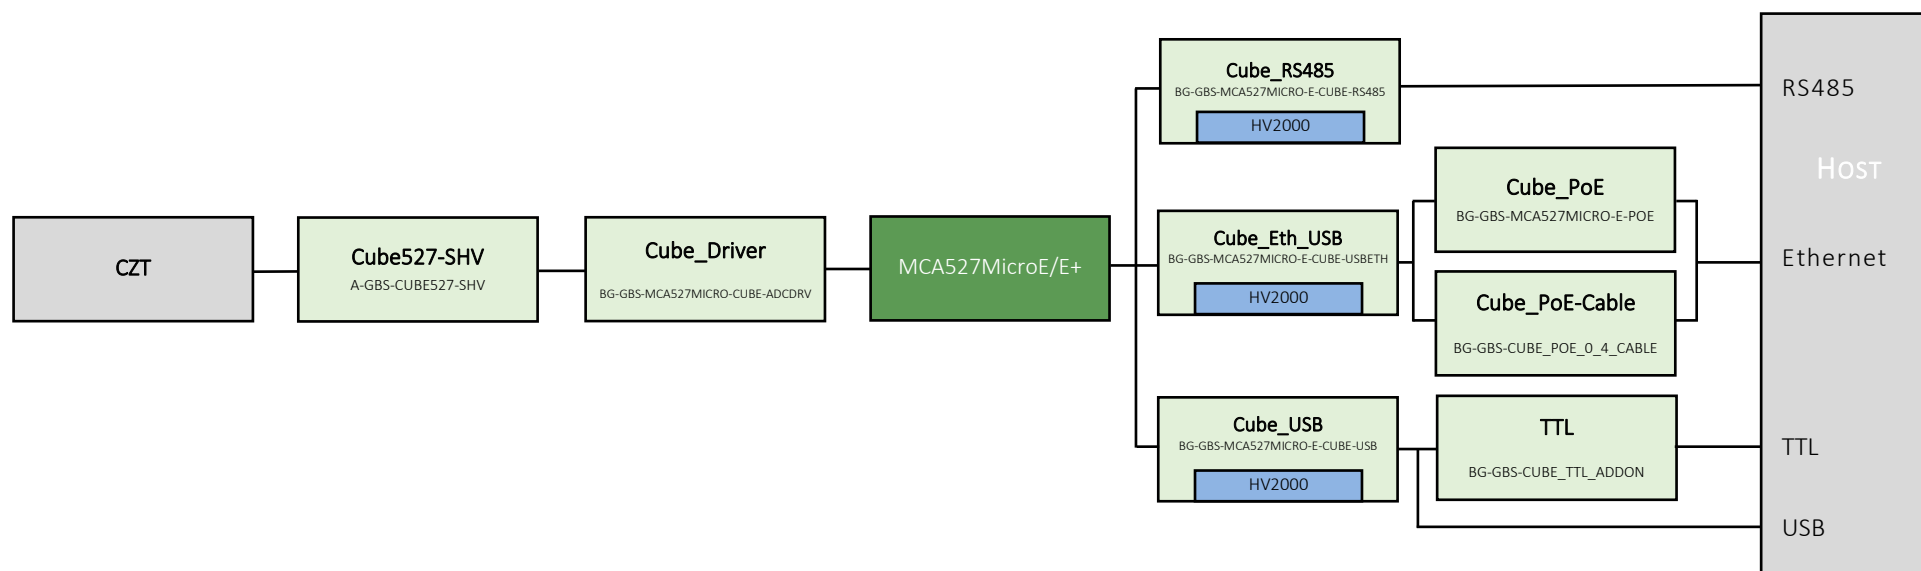 CZT
Cube527-SHV
A-GBS-CUBE527-SHV
Cube_Driver
BG-GBS-MCA527MICRO-CUBE-ADCDRV
MCA527MicroE/E+
Cube_RS485
BG-GBS-MCA527MICRO-E-CUBE-RS485
HV2000
Cube_Eth_USB
BG-GBS-MCA527MICRO-E-CUBE-USBETH
HV2000
Cube_USB
BG-GBS-MCA527MICRO-E-CUBE-USB
HV2000
Cube_PoE
BG-GBS-MCA527MICRO-E-POE
Cube_PoE-Cable
BG-GBS-CUBE_POE_0_4_CABLE
TTL
BG-GBS-CUBE_TTL_ADDON
RS485
HOST
Ethernet
TTL
USB